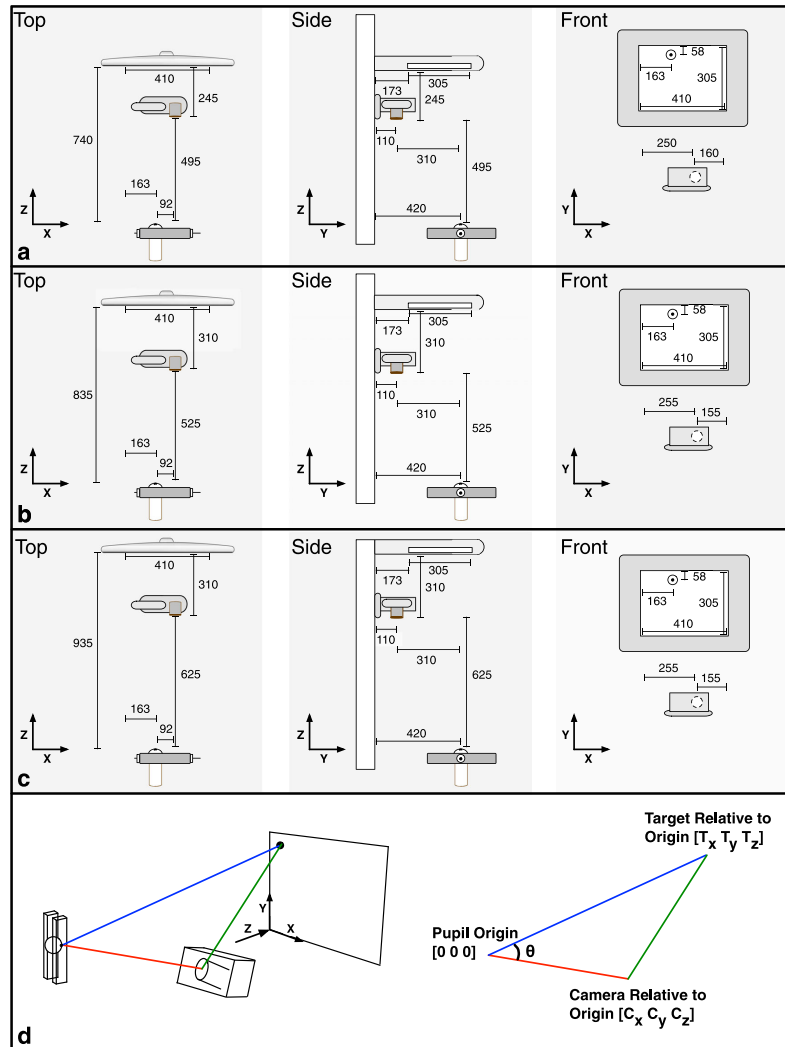 Top
Side
Front
410
245
740
495
163
92
Z
X
a
173
305
245
110
310
495
420
Z
Y
58
163
305
410
250
160
Y
X
Top
Side
Front
410
310
835
525
163
92
Z
X
b
173
305
310
110
310
525
420
Z
Y
58
163
305
410
255
155
Y
X
Top
Side
Front
410
310
935
625
163
92
Z
X
c
173
305
310
110
310
625
420
Z
Y
58
163
305
410
255
155
Y
X
Y
Z
X
d
Target Relative to
Origin [Tx Ty Tz]
Pupil Origin
[0 0 0]
θ
Camera Relative to
Origin [Cx Cy Cz]